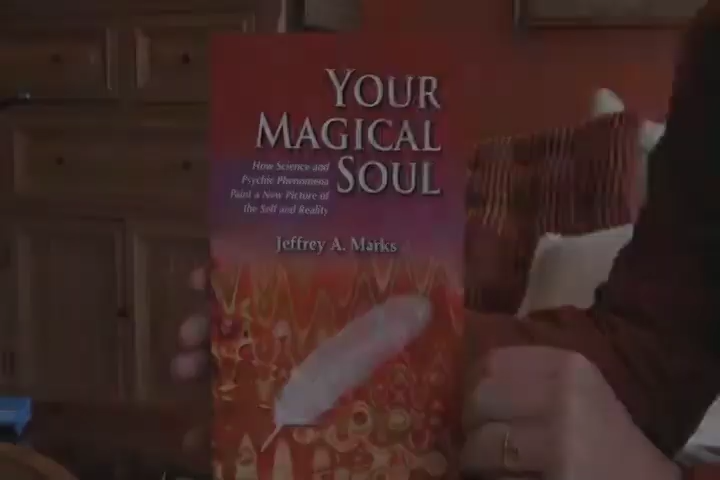 YOUR
MAGICAL
SOUL
How Science and
Psychic Phenomena
Paint a New Picture of
the Self and Reality
Jeffrey A. Marks